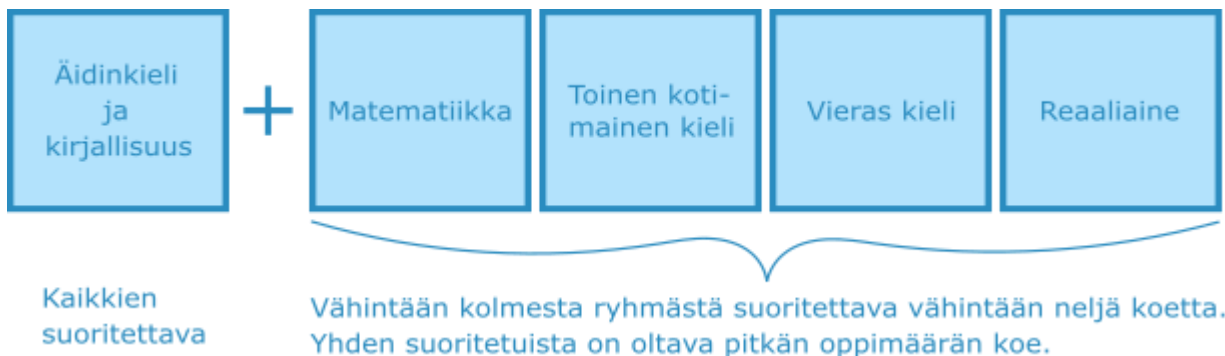 Äidinkieli
ja
kirjallisuus
+
Matematiikka
Toinen koti-
mainen kieli
Vieras kieli
Reaaliaine
Kaikkien
suoritettava
Vähintään kolmesta ryhmästä suoritettava vähintään neljä koetta.
Yhden suoritetuista on oltava pitkän oppimäärän koe.